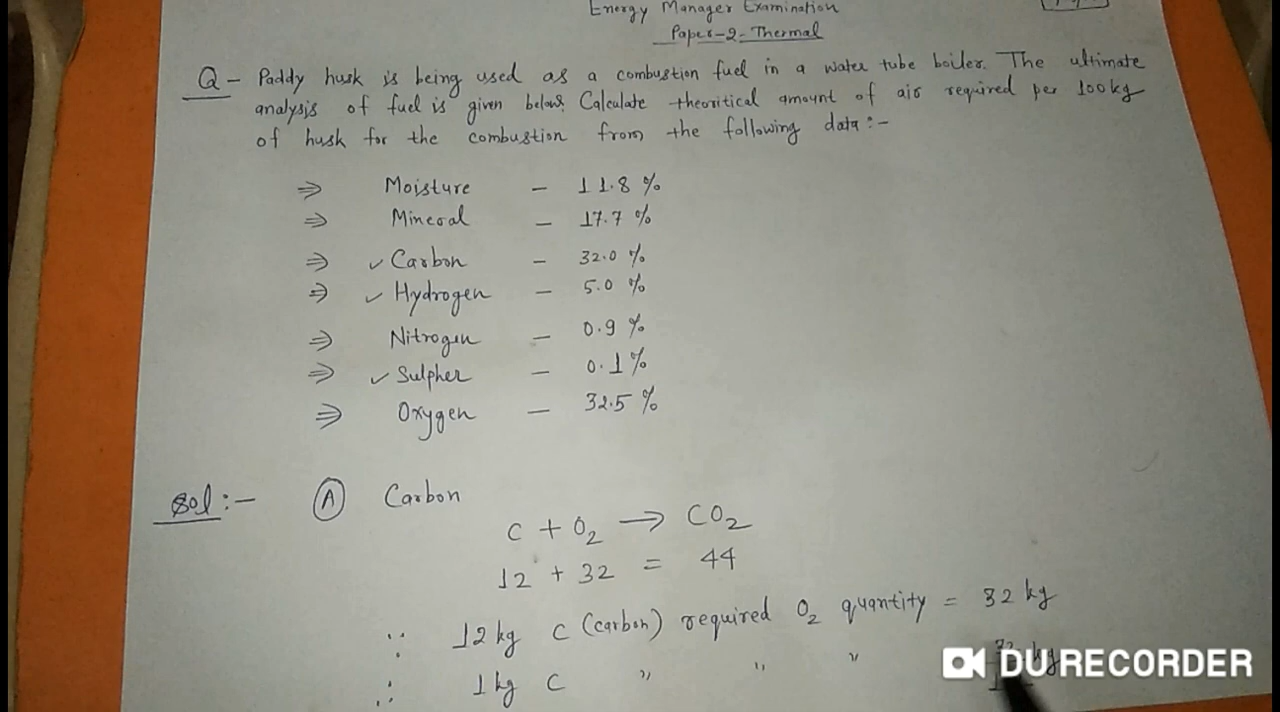 Energy Manager Examination
Paper-2-Thermal
Q - Paddy husk is being used as a combustion fuel in a water tube boiler. The ultimate
analysis of fuel is given below. Calculate theoritical amount of air required per 100kg
of husk for the combustion from the following data:-
⇒ Moisture - 11.8 %
⇒ Mineral - 17.7 %
⇒ ✓ Carbon - 32.0 %
⇒ ✓ Hydrogen - 5.0 %
⇒ Nitrogen - 0.9 %
⇒ ✓ Sulpher - 0.1 %
⇒ Oxygen - 32.5 %
Sol:- A Carbon
C + O₂ → CO₂
12 + 32 = 44
∵ 12 kg C (carbon) required O₂ quantity = 32 kg
∴ 1 kg C " " " kg
DU RECORDER